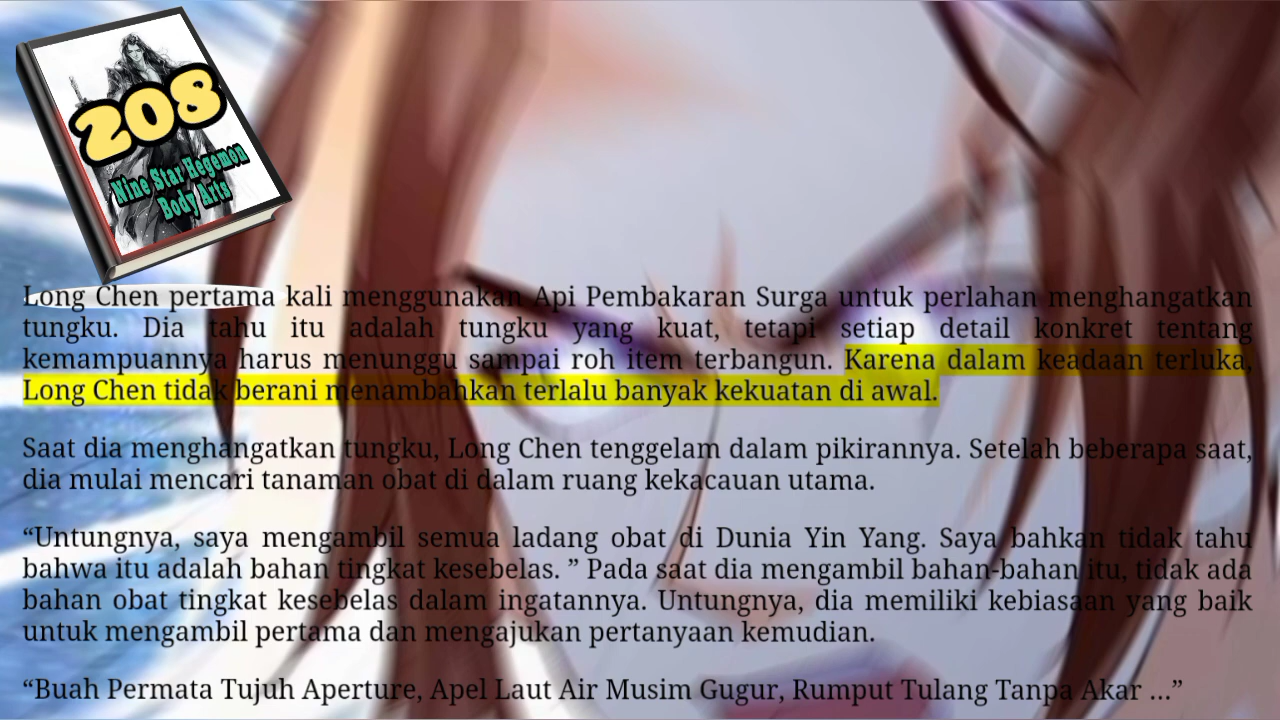 208
Nine Star Hegemon
Body Arts
Long Chen pertama kali menggunakan Api Pembakaran Surga untuk perlahan menghangatkan
tungku. Dia tahu itu adalah tungku yang kuat, tetapi setiap detail konkret tentang
kemampuannya harus menunggu sampai roh item terbangun. Karena dalam keadaan terluka,
Long Chen tidak berani menambahkan terlalu banyak kekuatan di awal.
Saat dia menghangatkan tungku, Long Chen tenggelam dalam pikirannya. Setelah beberapa saat,
dia mulai mencari tanaman obat di dalam ruang kekacauan utama.
“Untungnya, saya mengambil semua ladang obat di Dunia Yin Yang. Saya bahkan tidak tahu
bahwa itu adalah bahan tingkat kesebelas. ” Pada saat dia mengambil bahan-bahan itu, tidak ada
bahan obat tingkat kesebelas dalam ingatannya. Untungnya, dia memiliki kebiasaan yang baik
untuk mengambil pertama dan mengajukan pertanyaan kemudian.
“Buah Permata Tujuh Aperture, Apel Laut Air Musim Gugur, Rumput Tulang Tanpa Akar …”